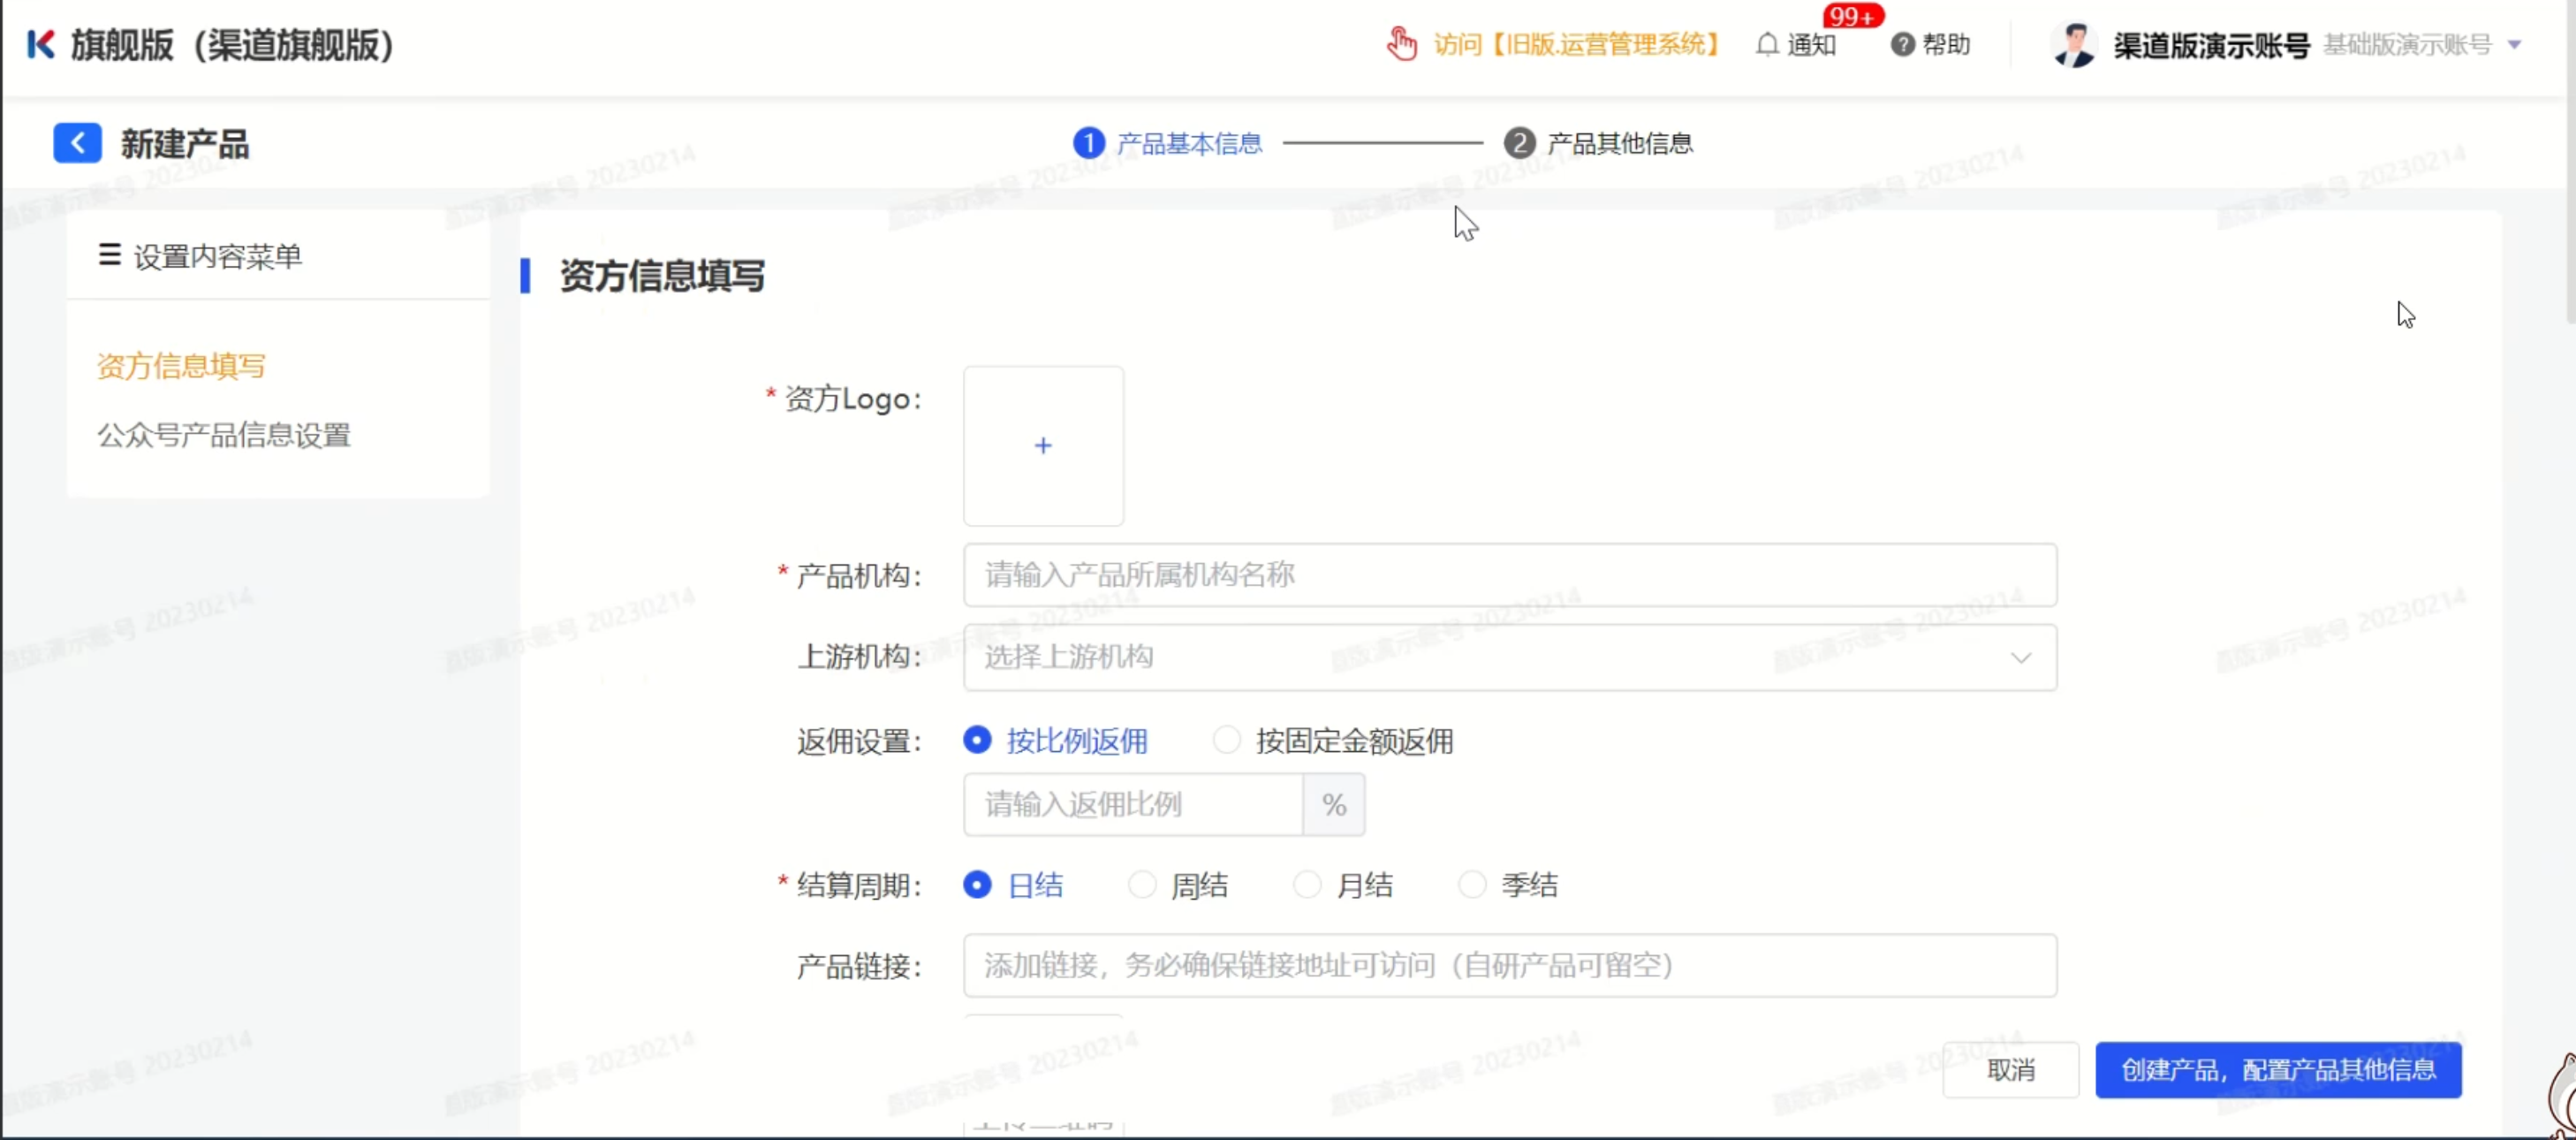 旗舰版（渠道旗舰版）
访问【旧版.运营管理系统】
通知
99+
帮助
渠道版演示账号 基础版演示账号
新建产品
1 产品基本信息
2 产品其他信息
设置内容菜单
资方信息填写
公众号产品信息设置
资方信息填写
* 资方Logo：
+
* 产品机构：
请输入产品所属机构名称
上游机构：
选择上游机构
返佣设置：
按比例返佣
按固定金额返佣
请输入返佣比例
%
* 结算周期：
日结
周结
月结
季结
产品链接：
添加链接，务必确保链接地址可访问（自研产品可留空）
取消
创建产品，配置产品其他信息
版演示账号 20230214